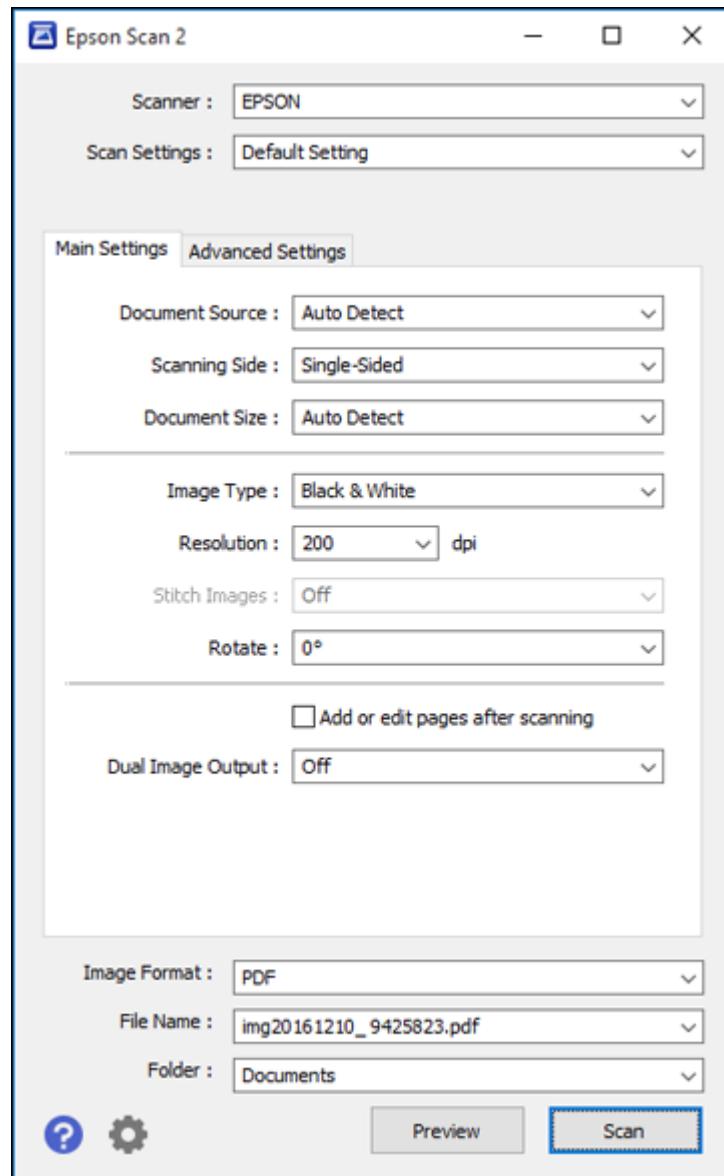 Epson Scan 2
Scanner : EPSON
Scan Settings : Default Setting
Main Settings Advanced Settings
Document Source : Auto Detect
Scanning Side : Single-Sided
Document Size : Auto Detect
Image Type : Black & White
Resolution : 200 dpi
Stitch Images : Off
Rotate : 0°
Add or edit pages after scanning
Dual Image Output : Off
Image Format : PDF
File Name : img20161210_ 9425823.pdf
Folder : Documents
? Preview Scan